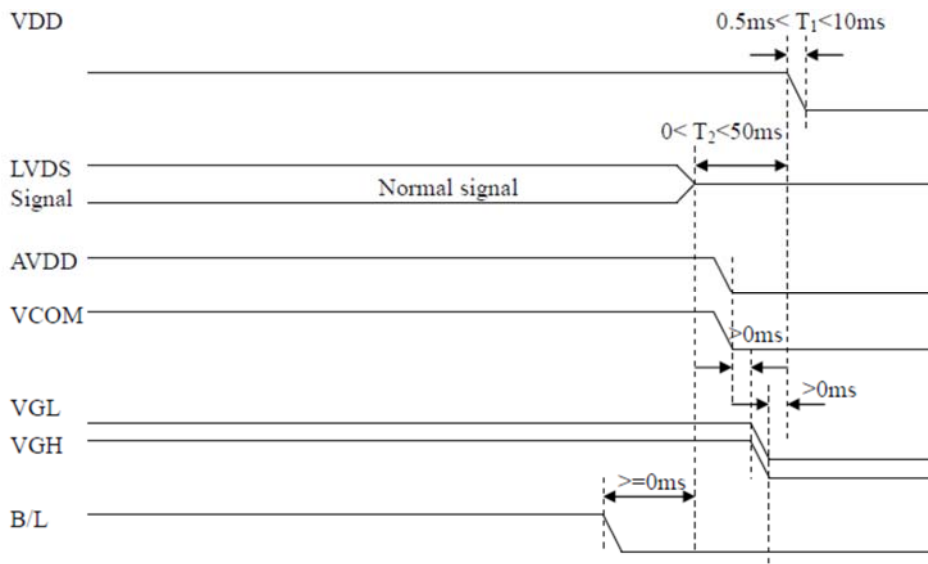 VDD
0.5ms< T₁<10ms
0< T₂<50ms
LVDS
Signal
Normal signal
AVDD
VCOM
>0ms
>0ms
VGL
VGH
>=0ms
B/L